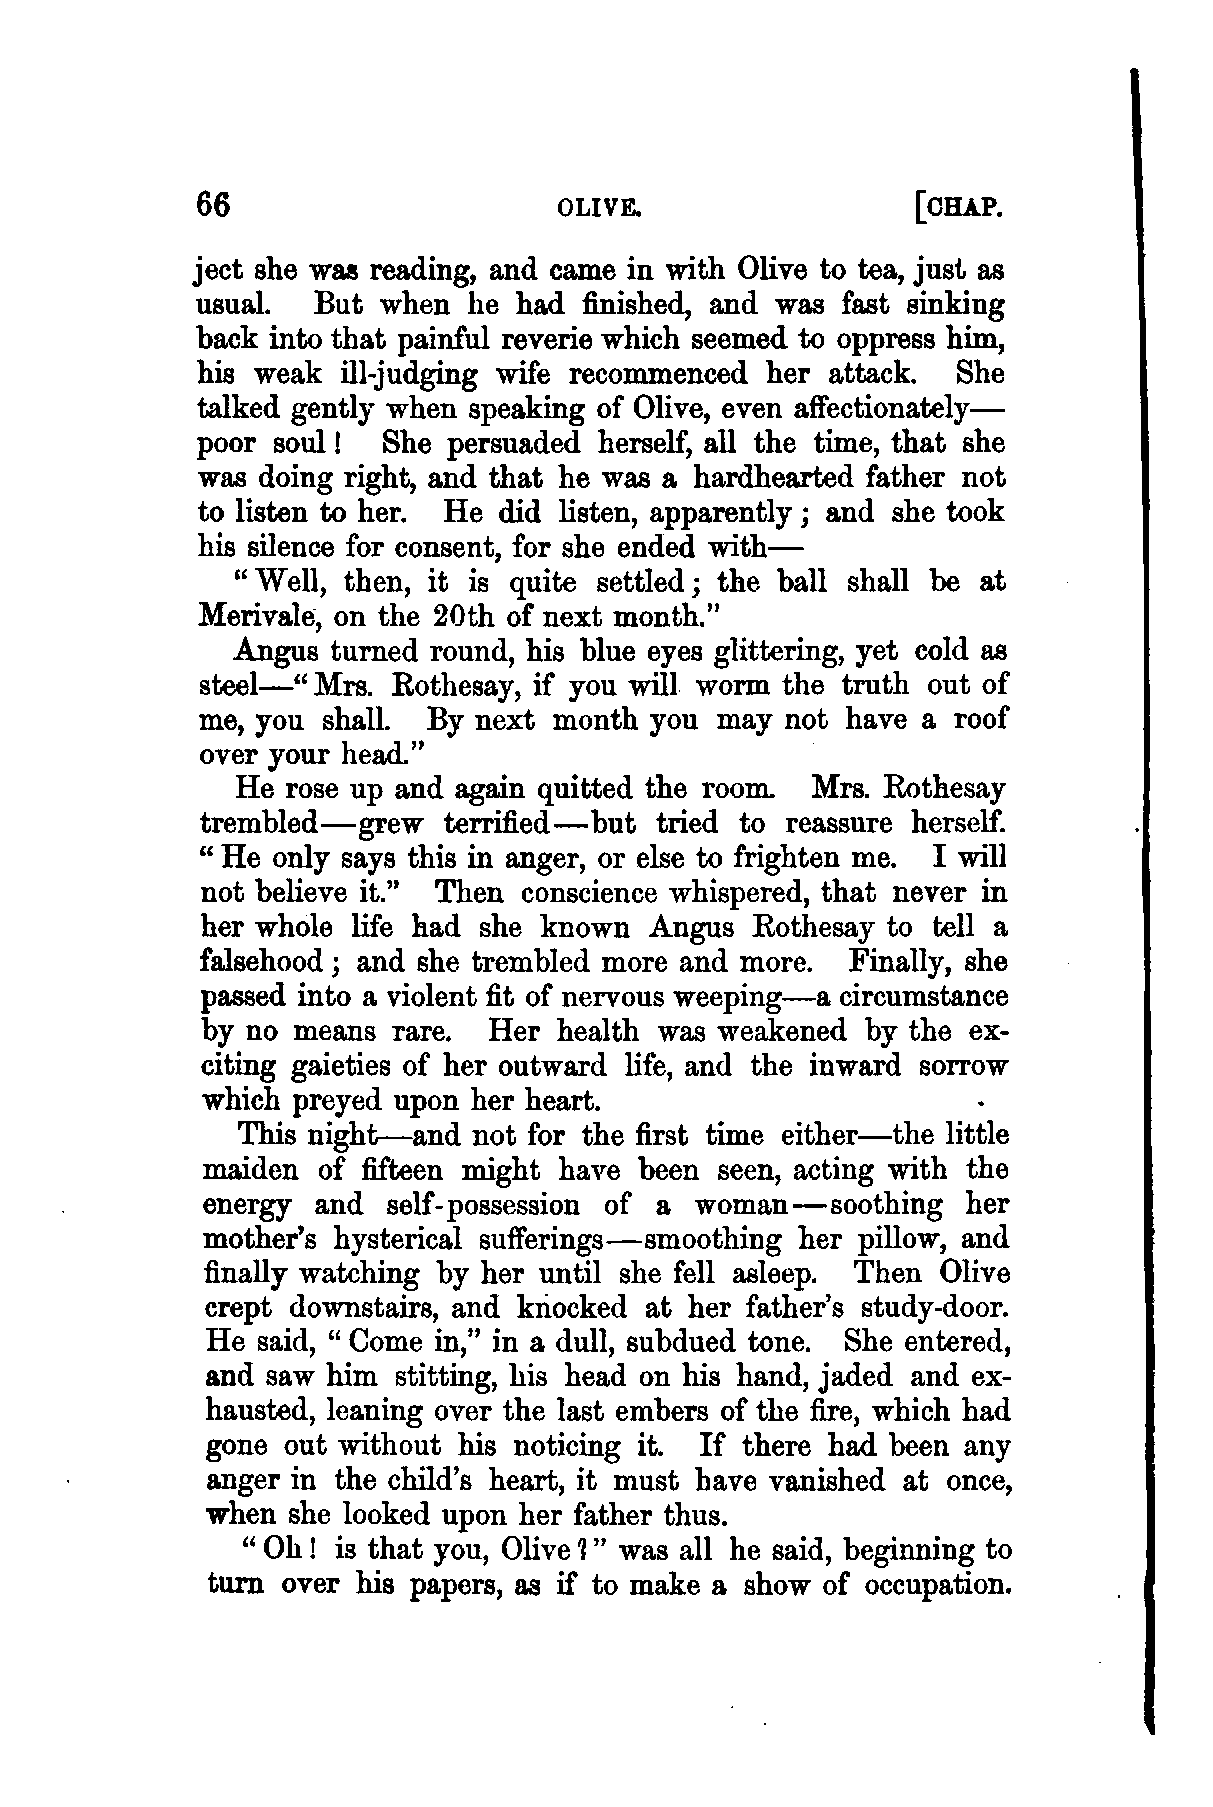 66 OLIVE. [CHAP.
ject she was reading, and came in with Olive to tea, just as
usual. But when he had finished, and was fast sinking
back into that painful reverie which seemed to oppress him,
his weak ill-judging wife recommenced her attack. She
talked gently when speaking of Olive, even affectionately—
poor soul! She persuaded herself, all the time, that she
was doing right, and that he was a hardhearted father not
to listen to her. He did listen, apparently; and she took
his silence for consent, for she ended with—
"Well, then, it is quite settled; the ball shall be at
Merivale, on the 20th of next month."
Angus turned round, his blue eyes glittering, yet cold as
steel—"Mrs. Rothesay, if you will worm the truth out of
me, you shall. By next month you may not have a roof
over your head."
He rose up and again quitted the room. Mrs. Rothesay
trembled—grew terrified—but tried to reassure herself.
"He only says this in anger, or else to frighten me. I will
not believe it." Then conscience whispered, that never in
her whole life had she known Angus Rothesay to tell a
falsehood; and she trembled more and more. Finally, she
passed into a violent fit of nervous weeping—a circumstance
by no means rare. Her health was weakened by the ex-
citing gaieties of her outward life, and the inward sorrow
which preyed upon her heart.
This night—and not for the first time either—the little
maiden of fifteen might have been seen, acting with the
energy and self-possession of a woman—soothing her
mother's hysterical sufferings—smoothing her pillow, and
finally watching by her until she fell asleep. Then Olive
crept downstairs, and knocked at her father's study-door.
He said, "Come in," in a dull, subdued tone. She entered,
and saw him stitting, his head on his hand, jaded and ex-
hausted, leaning over the last embers of the fire, which had
gone out without his noticing it. If there had been any
anger in the child's heart, it must have vanished at once,
when she looked upon her father thus.
"Oh! is that you, Olive?" was all he said, beginning to
turn over his papers, as if to make a show of occupation.